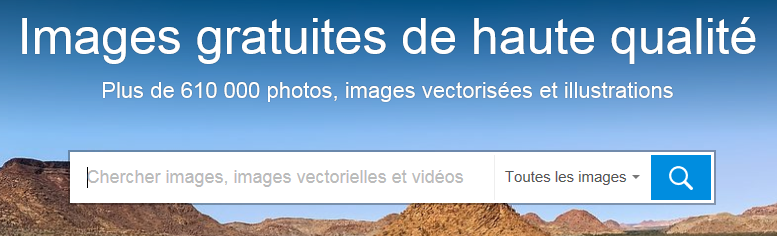 Images gratuites de haute qualité
Plus de 610 000 photos, images vectorisées et illustrations
Chercher images, images vectorielles et vidéos
Toutes les images